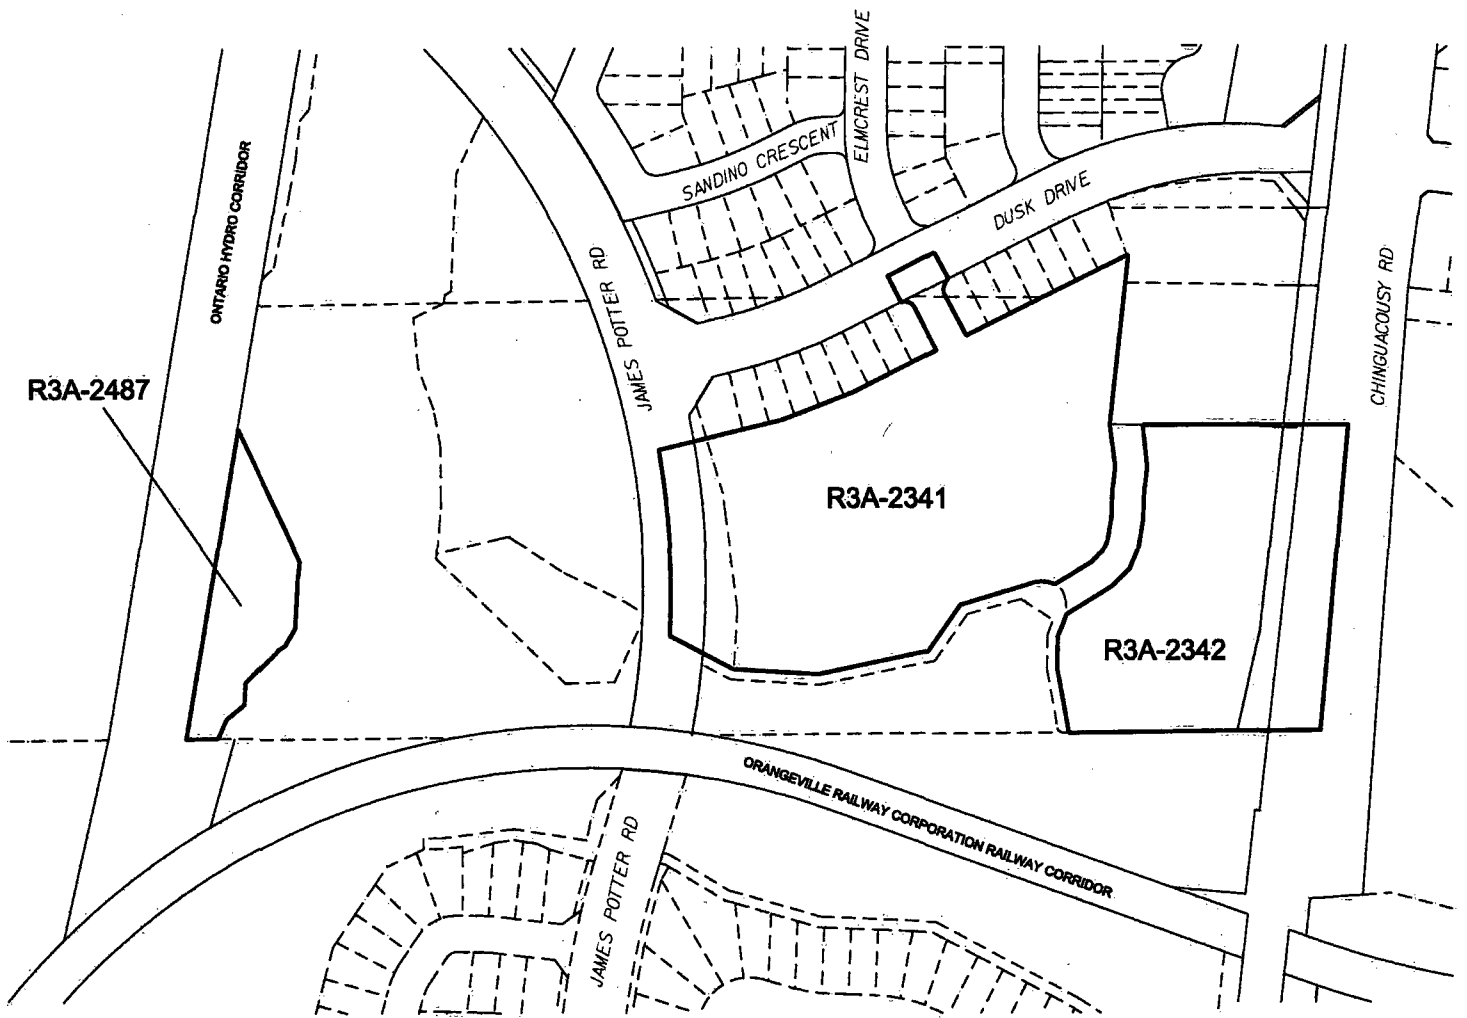 ELMCREST DRIVE
SANDINO CRESCENT
ONTARIO HYDRO CORRIDOR
DUSK DRIVE
JAMES POTTER RD
CHINGUACOUSY RD
R3A-2487
R3A-2341
R3A-2342
ORANGEVILLE RAILWAY CORPORATION RAILWAY CORRIDOR
JAMES POTTER RD